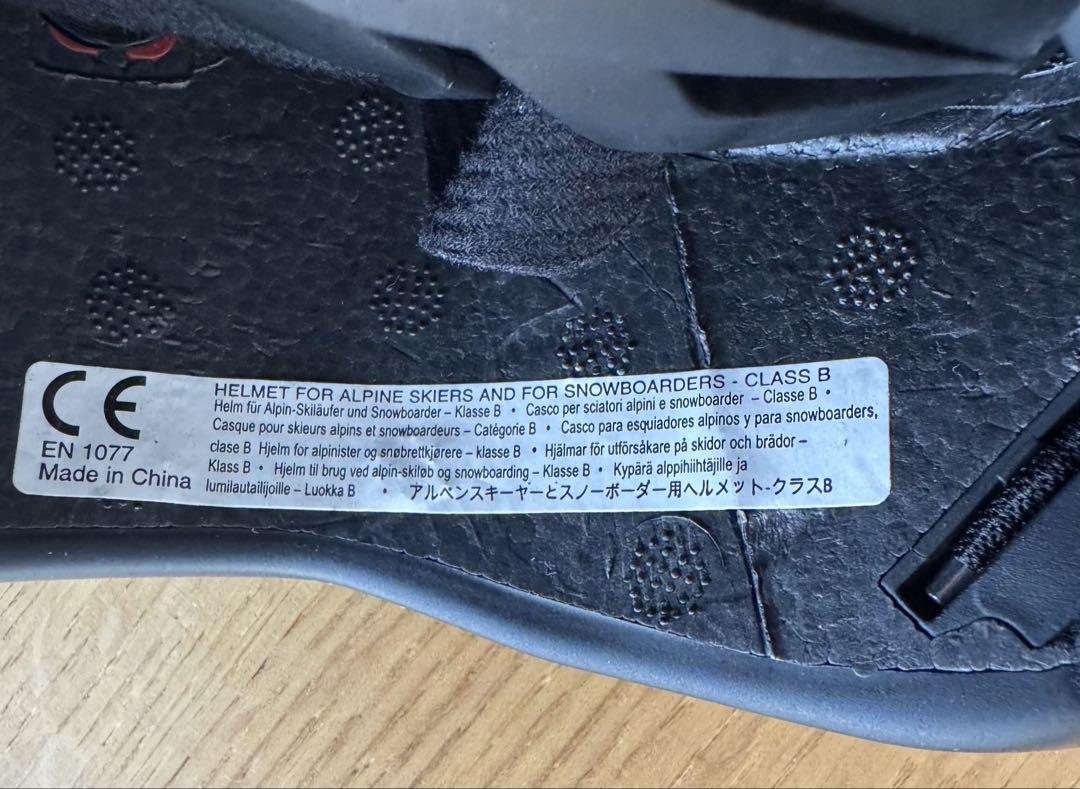 CE
EN 1077
Made in China
HELMET FOR ALPINE SKIERS AND FOR SNOWBOARDERS - CLASS B
Helm für Alpin-Skiläufer und Snowboarder – Klasse B • Casco per sciatori alpini e snowboarder – Classe B •
Casque pour skieurs alpins et snowboardeurs – Catégorie B • Casco para esquiadores alpinos y para snowboarders,
clase B Hjelm for alpinister og snøbrettkjørere – klasse B • Hjälmar för utförsåkare på skidor och brädor –
Klass B • Hjelm til brug ved alpin-skiløb og snowboarding – Klasse B • Kypärä alppihiihtäjille ja
lumilautailijoille – Luokka B • アルペンスキーヤーとスノーボーダー用ヘルメット-クラスB